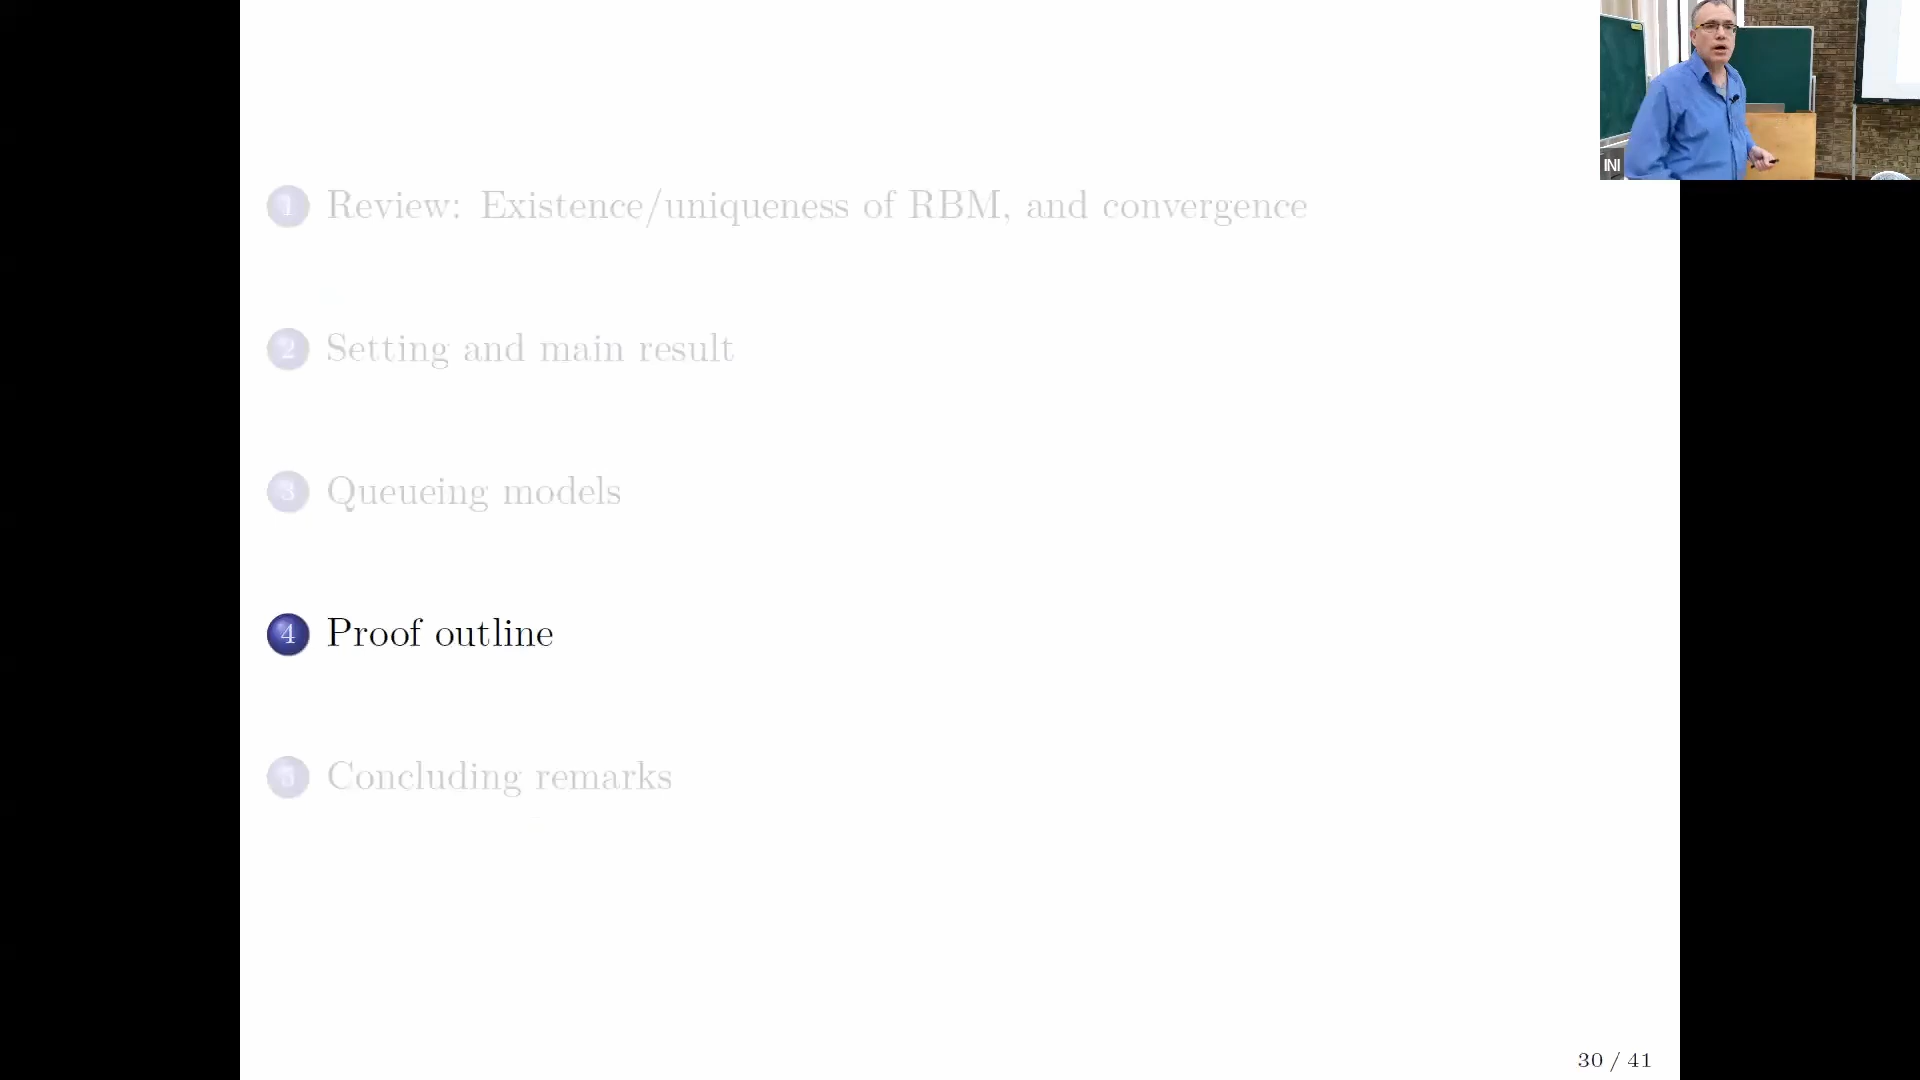 1 Review: Existence/uniqueness of RBM, and convergence
2 Setting and main result
3 Queueing models
4 Proof outline
5 Concluding remarks
30 / 41
INI